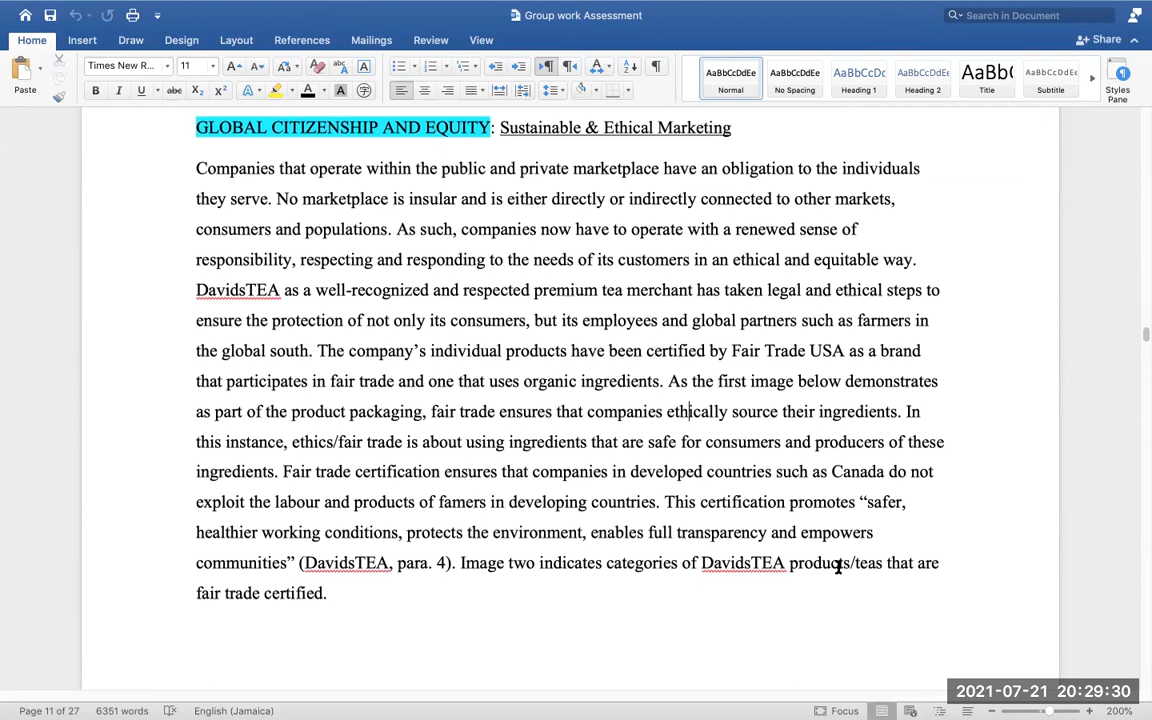 Group work Assessment
Search in Document
Home Insert Draw Design Layout References Mailings Review View
Share
Paste
Times New R... 11
AaBbCcDdEe AaBbCcDdEe AaBbCcDc AaBbCcDdEe AaBb( AaBbCcDdEe
Normal No Spacing Heading 1 Heading 2 Title Subtitle
Styles
Pane
GLOBAL CITIZENSHIP AND EQUITY: Sustainable & Ethical Marketing
Companies that operate within the public and private marketplace have an obligation to the individuals
they serve. No marketplace is insular and is either directly or indirectly connected to other markets,
consumers and populations. As such, companies now have to operate with a renewed sense of
responsibility, respecting and responding to the needs of its customers in an ethical and equitable way.
DavidsTEA as a well-recognized and respected premium tea merchant has taken legal and ethical steps to
ensure the protection of not only its consumers, but its employees and global partners such as farmers in
the global south. The company’s individual products have been certified by Fair Trade USA as a brand
that participates in fair trade and one that uses organic ingredients. As the first image below demonstrates
as part of the product packaging, fair trade ensures that companies ethically source their ingredients. In
this instance, ethics/fair trade is about using ingredients that are safe for consumers and producers of these
ingredients. Fair trade certification ensures that companies in developed countries such as Canada do not
exploit the labour and products of famers in developing countries. This certification promotes “safer,
healthier working conditions, protects the environment, enables full transparency and empowers
communities” (DavidsTEA, para. 4). Image two indicates categories of DavidsTEA products/teas that are
fair trade certified.
2021-07-21 20:29:30
Page 11 of 27 6351 words English (Jamaica) Focus 200%